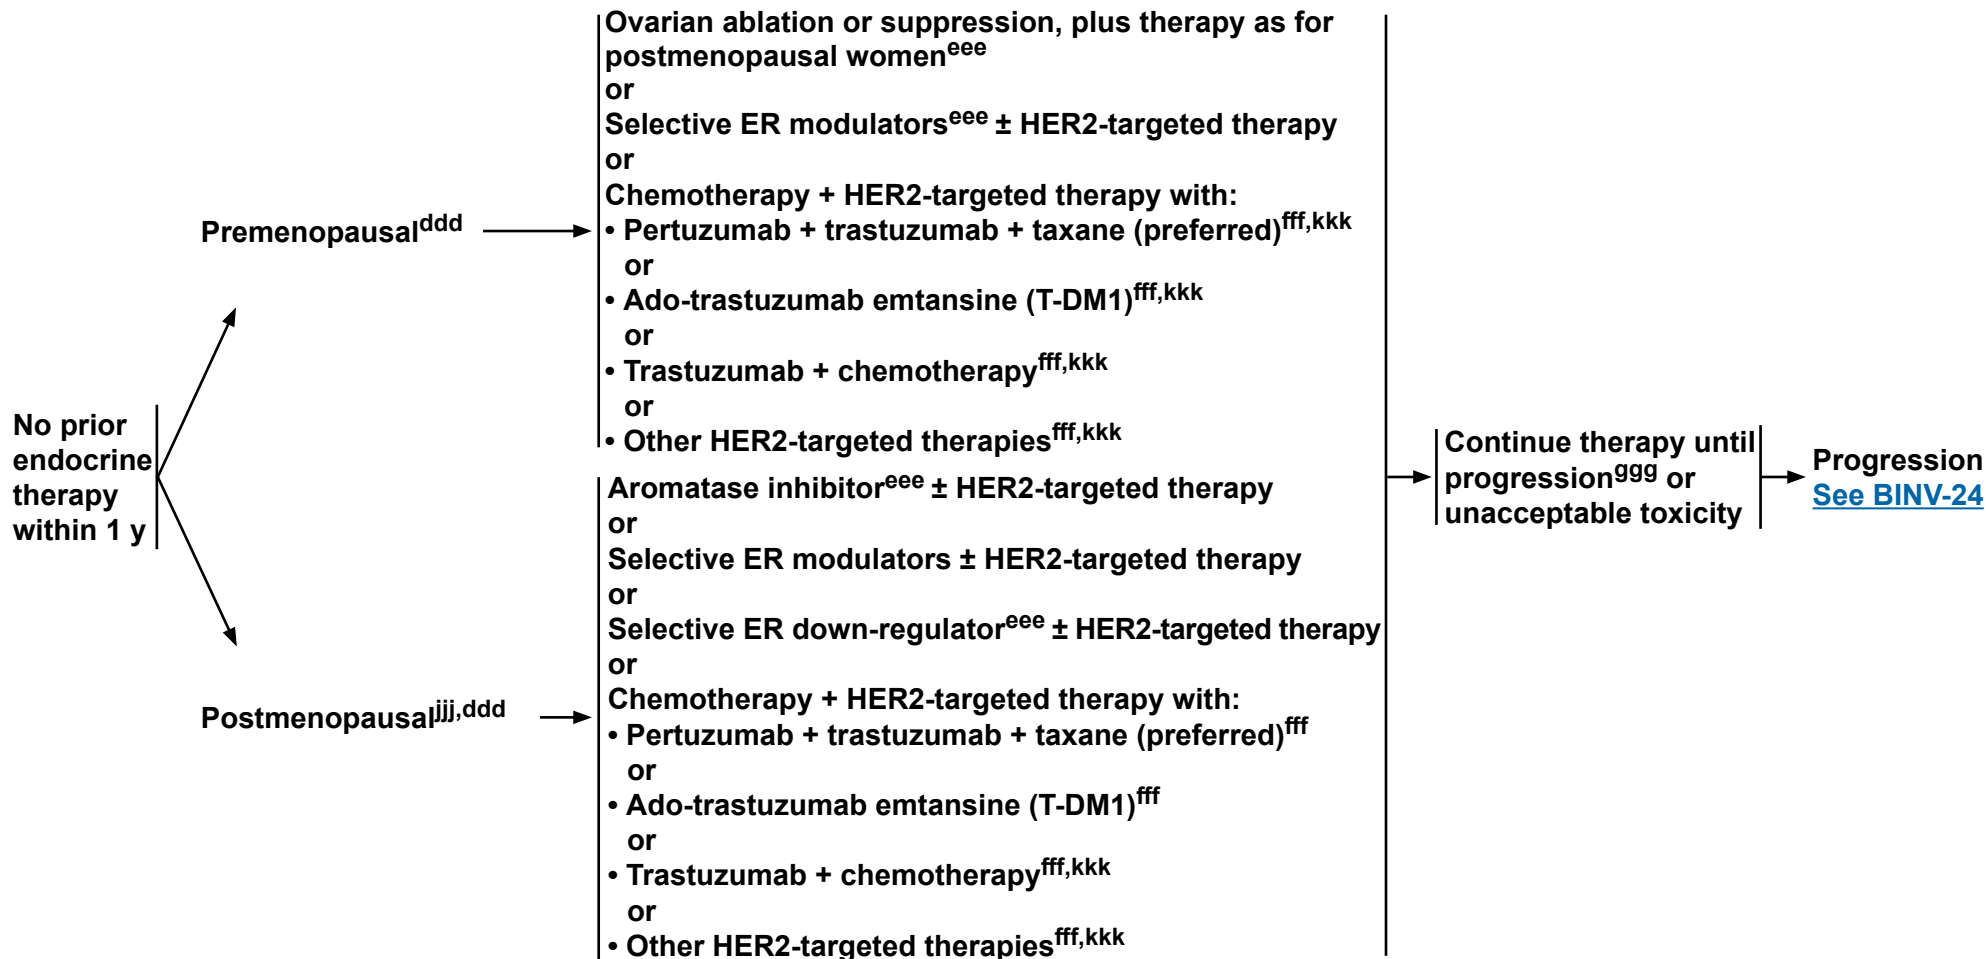 No prior
endocrine
therapy
within 1 y
Premenopausalddd
Ovarian ablation or suppression, plus therapy as for
postmenopausal womeneee
or
Selective ER modulatorseee ± HER2-targeted therapy
or
Chemotherapy + HER2-targeted therapy with:
• Pertuzumab + trastuzumab + taxane (preferred)fff,kkk
or
• Ado-trastuzumab emtansine (T-DM1)fff,kkk
or
• Trastuzumab + chemotherapyfff,kkk
or
• Other HER2-targeted therapiesfff,kkk
Postmenopausaljjj,ddd
Aromatase inhibitoreee ± HER2-targeted therapy
or
Selective ER modulators ± HER2-targeted therapy
or
Selective ER down-regulatoreee ± HER2-targeted therapy
or
Chemotherapy + HER2-targeted therapy with:
• Pertuzumab + trastuzumab + taxane (preferred)fff
or
• Ado-trastuzumab emtansine (T-DM1)fff
or
• Trastuzumab + chemotherapyfff,kkk
or
• Other HER2-targeted therapiesfff,kkk
Continue therapy until
progressionggg or
unacceptable toxicity
Progression
See BINV-24